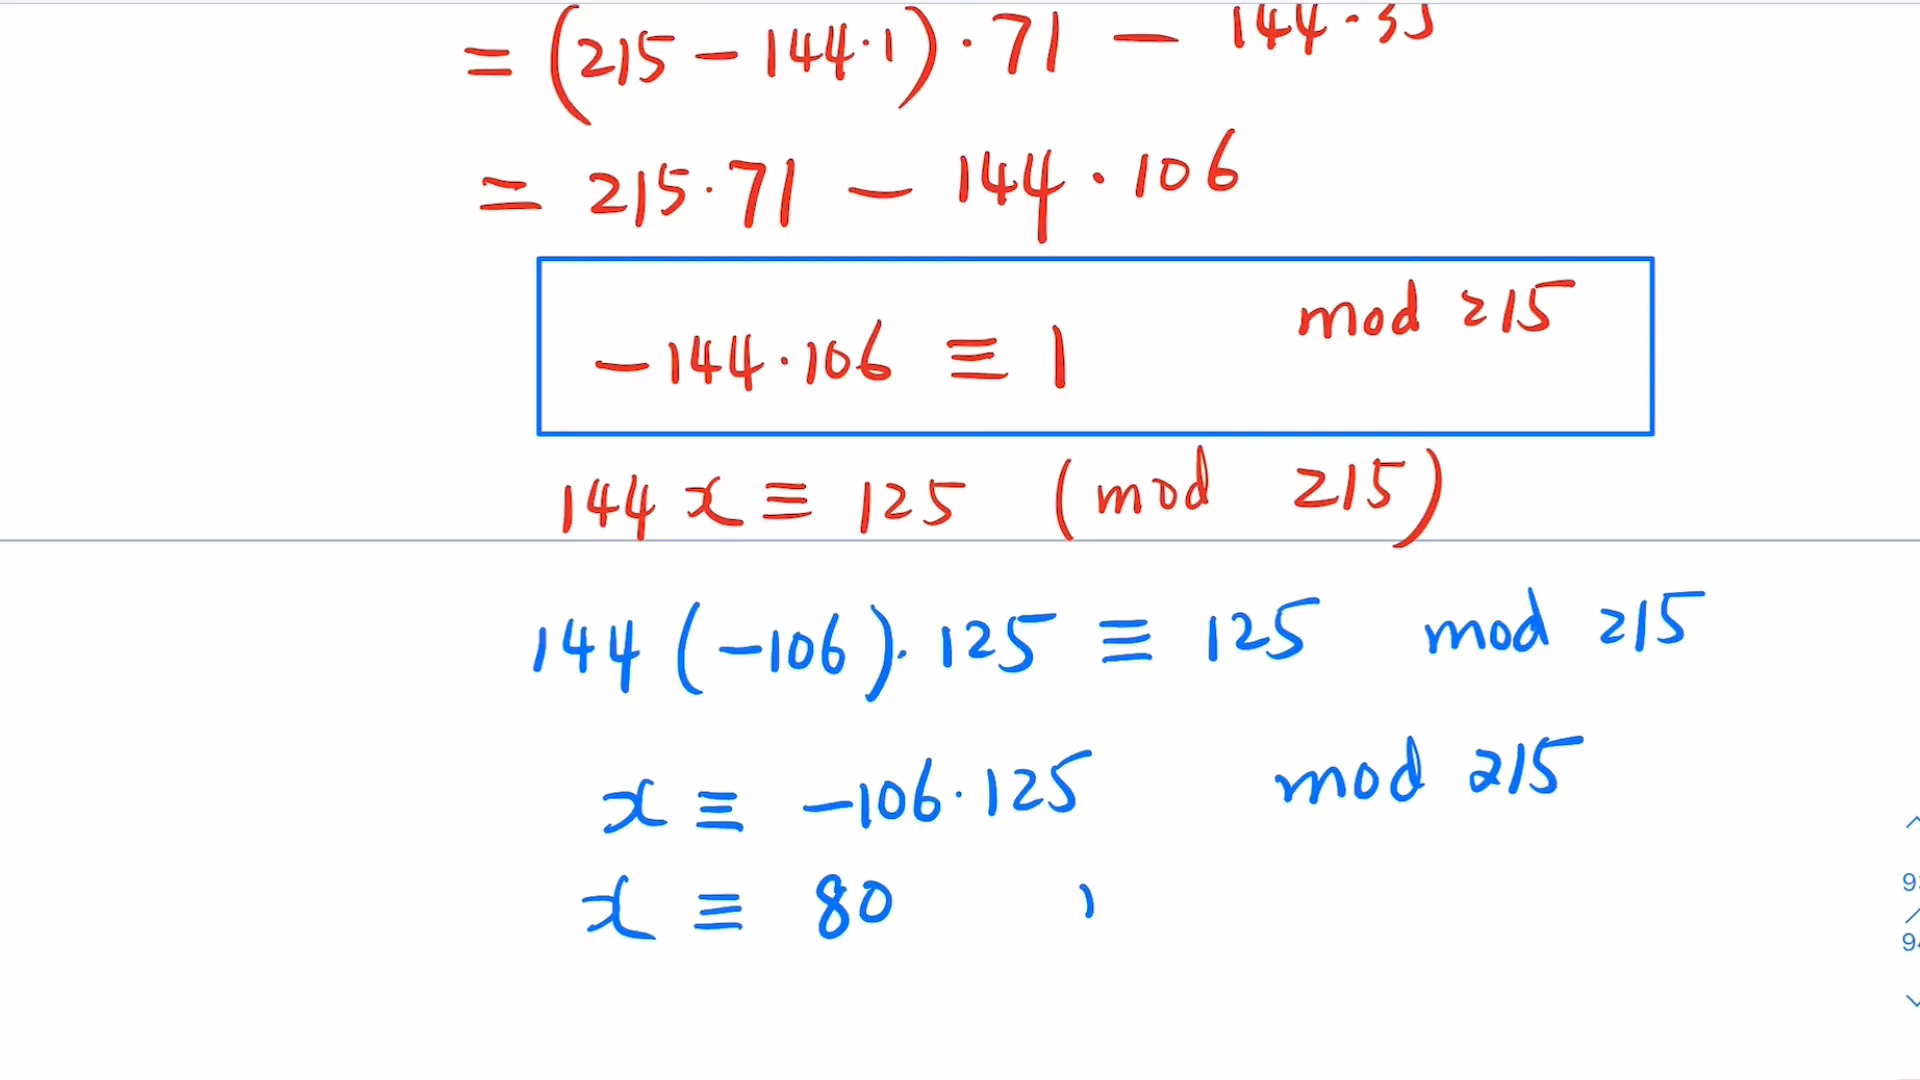 = (215 – 144·1)·71 – 144·35
= 215·71 – 144·106
–144·106 ≡ 1 mod 215
144 x ≡ 125 (mod 215)
144 (–106)·125 ≡ 125 mod 215
x ≡ –106·125 mod 215
x ≡ 80